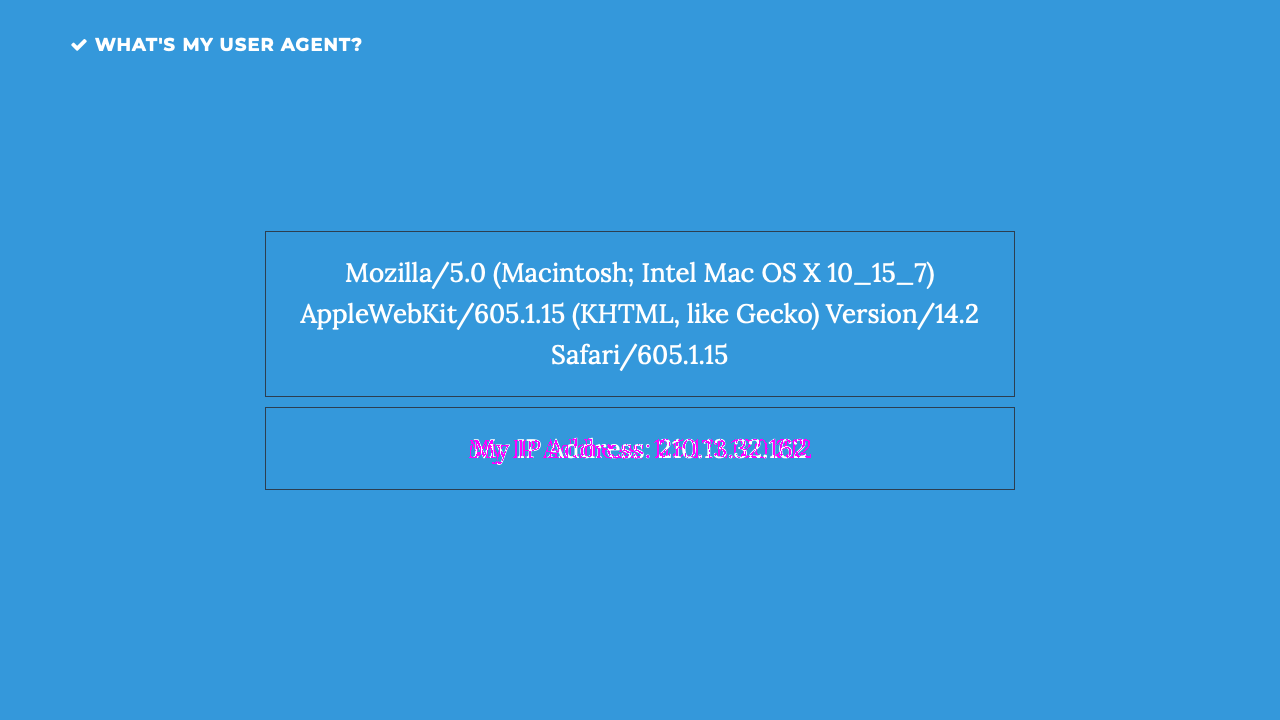 WHAT'S MY USER AGENT?
Mozilla/5.0 (Macintosh; Intel Mac OS X 10_15_7)
AppleWebKit/605.1.15 (KHTML, like Gecko) Version/14.2
Safari/605.1.15
My IP Address: